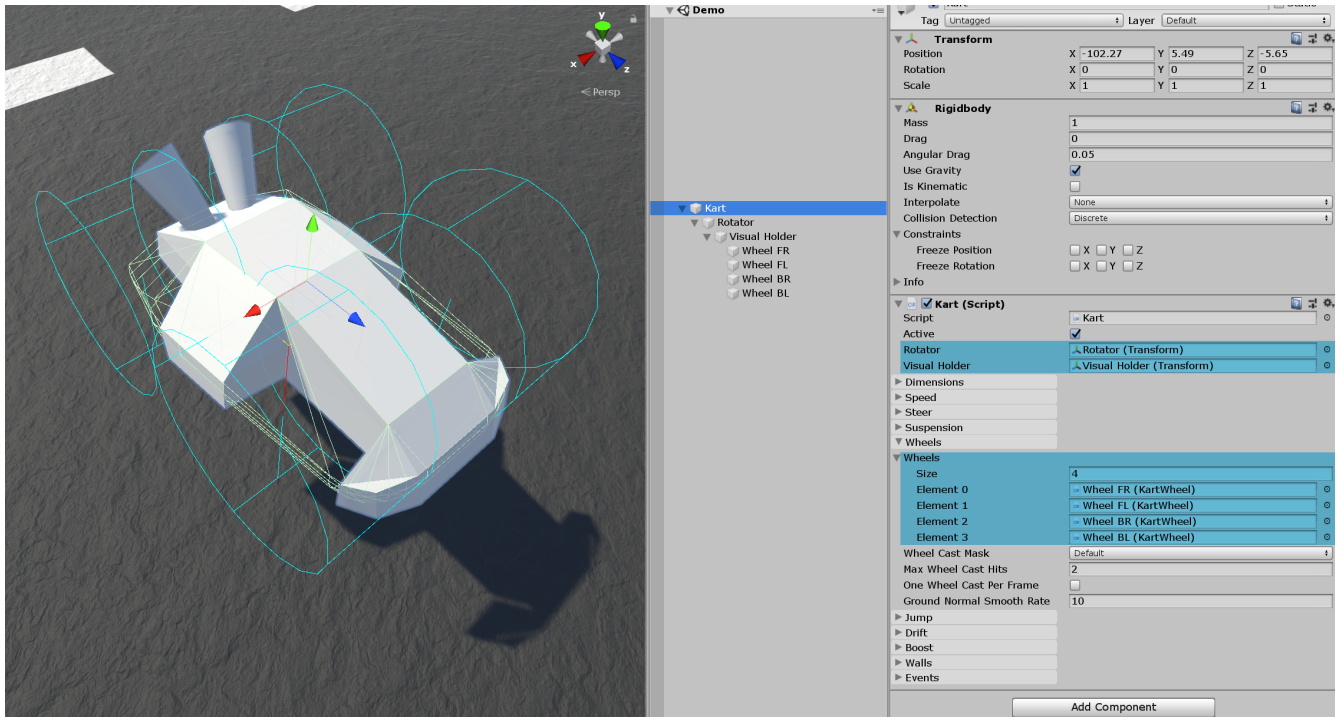 y
x
z
Persp
Demo
Kart
Rotator
Visual Holder
Wheel FR
Wheel FL
Wheel BR
Wheel BL
Tag Untagged Layer Default
Transform
Position X -102.27 Y 5.49 Z -5.65
Rotation X 0 Y 0 Z 0
Scale X 1 Y 1 Z 1
Rigidbody
Mass 1
Drag 0
Angular Drag 0.05
Use Gravity
Is Kinematic
Interpolate None
Collision Detection Discrete
Constraints
Freeze Position X Y Z
Freeze Rotation X Y Z
Info
Kart (Script)
Script Kart
Active
Rotator Rotator (Transform)
Visual Holder Visual Holder (Transform)
Dimensions
Speed
Steer
Suspension
Wheels
Wheels
Size 4
Element 0 Wheel FR (KartWheel)
Element 1 Wheel FL (KartWheel)
Element 2 Wheel BR (KartWheel)
Element 3 Wheel BL (KartWheel)
Wheel Cast Mask Default
Max Wheel Cast Hits 2
One Wheel Cast Per Frame
Ground Normal Smooth Rate 10
Jump
Drift
Boost
Walls
Events
Add Component